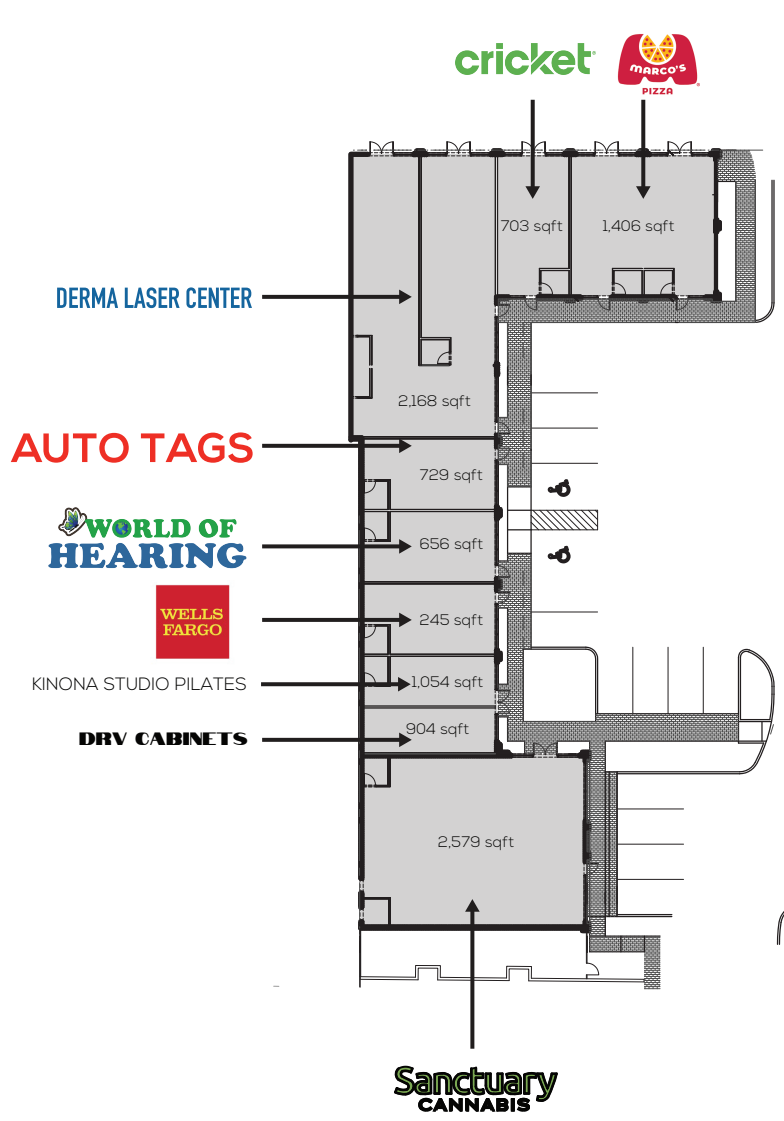 cricket
MARCO'S
PIZZA
703 sqft
1,406 sqft
DERMA LASER CENTER
2,168 sqft
AUTO TAGS
729 sqft
WORLD OF
HEARING
656 sqft
WELLS
FARGO
245 sqft
KINONA STUDIO PILATES
1,054 sqft
DRV CABINETS
904 sqft
2,579 sqft
Sanctuary
CANNABIS